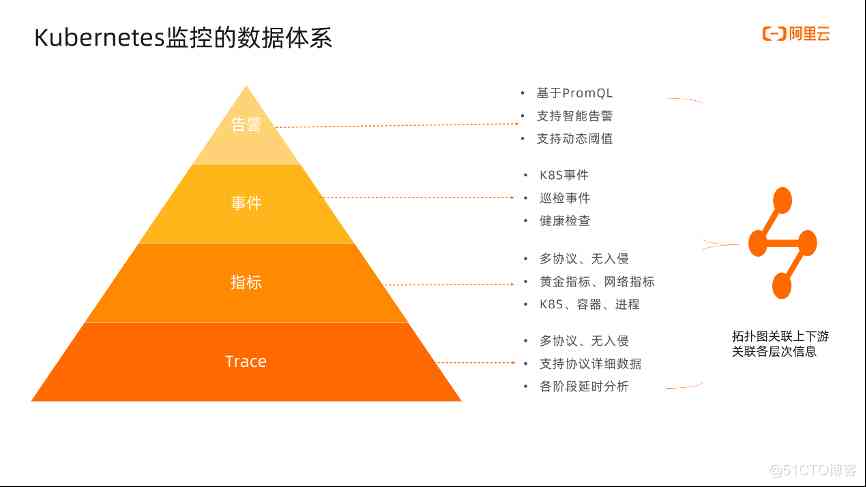 Kubernetes监控的数据体系
阿里云
告警
• 基于PromQL
• 支持智能告警
• 支持动态阈值
事件
• K8S事件
• 巡检事件
• 健康检查
指标
• 多协议、无入侵
• 黄金指标、网络指标
• K8S、容器、进程
Trace
• 多协议、无入侵
• 支持协议详细数据
• 各阶段延时分析
拓扑图关联上下游
关联各层次信息
@51CTO博客